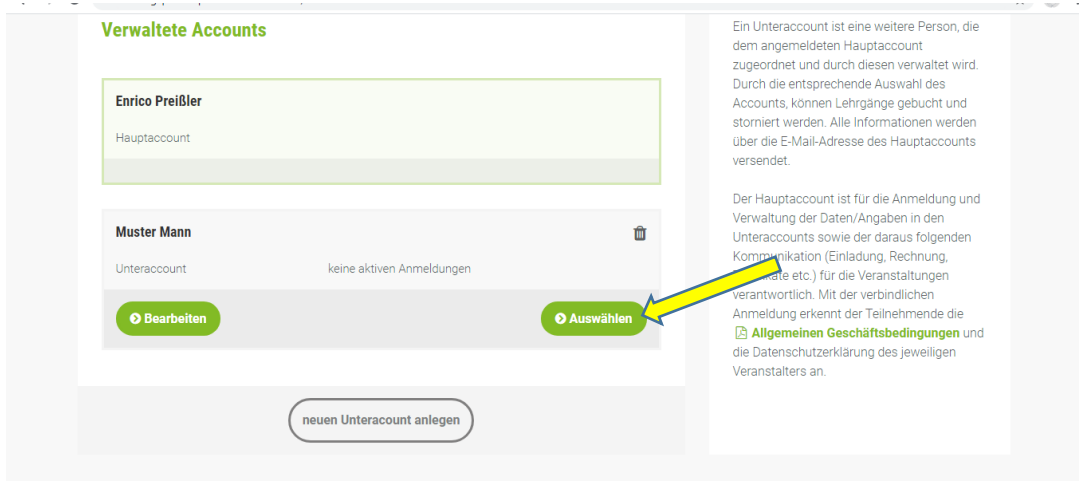 Verwaltete Accounts
Enrico Preißler
Hauptaccount
Muster Mann
Unteraccount
keine aktiven Anmeldungen
Bearbeiten
Auswählen
neuen Unteracount anlegen
Ein Unteraccount ist eine weitere Person, die
dem angemeldeten Hauptaccount
zugeordnet und durch diesen verwaltet wird.
Durch die entsprechende Auswahl des
Accounts, können Lehrgänge gebucht und
storniert werden. Alle Informationen werden
über die E-Mail-Adresse des Hauptaccounts
versendet.
Der Hauptaccount ist für die Anmeldung und
Verwaltung der Daten/Angaben in den
Unteraccounts sowie der daraus folgenden
Kommunikation (Einladung, Rechnung,
etc.) für die Veranstaltungen
verantwortlich. Mit der verbindlichen
Anmeldung erkennt der Teilnehmende die
Allgemeinen Geschäftsbedingungen und
die Datenschutzerklärung des jeweiligen
Veranstalters an.